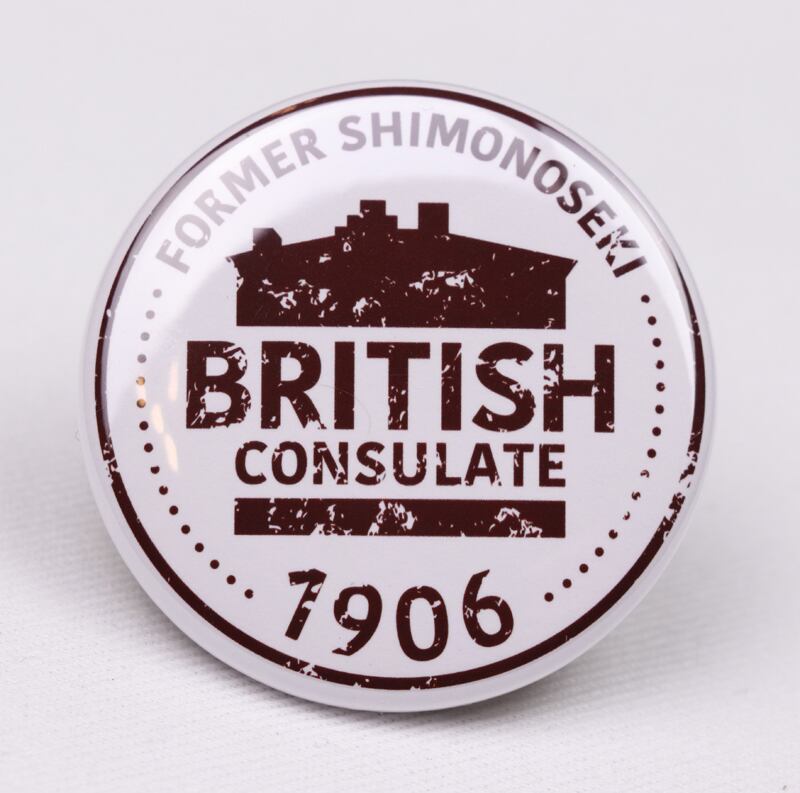 FORMER SHIMONOSEKI
BRITISH
CONSULATE
1906